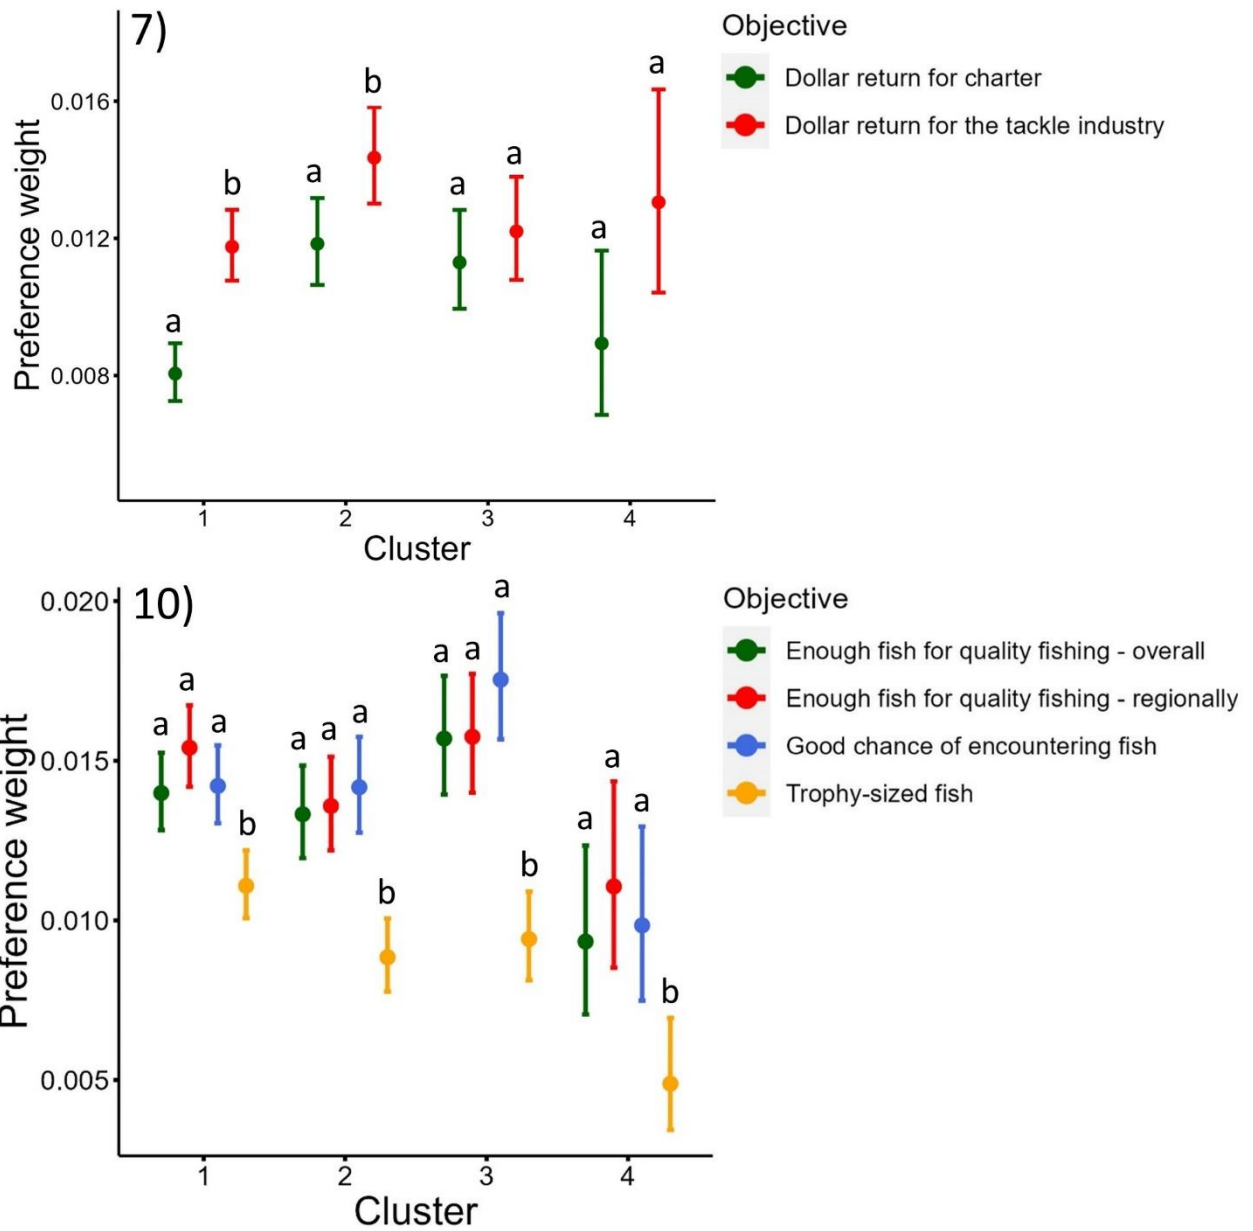 7)
Objective
Dollar return for charter
Dollar return for the tackle industry
Preference weight
0.016
0.012
0.008
a
b
a
b
a
a
a
a
1
2
3
4
Cluster
10)
Objective
Enough fish for quality fishing - overall
Enough fish for quality fishing - regionally
Good chance of encountering fish
Trophy-sized fish
Preference weight
0.020
0.015
0.010
0.005
a
a
a
b
a
a
a
b
a
a
a
b
a
a
a
b
1
2
3
4
Cluster